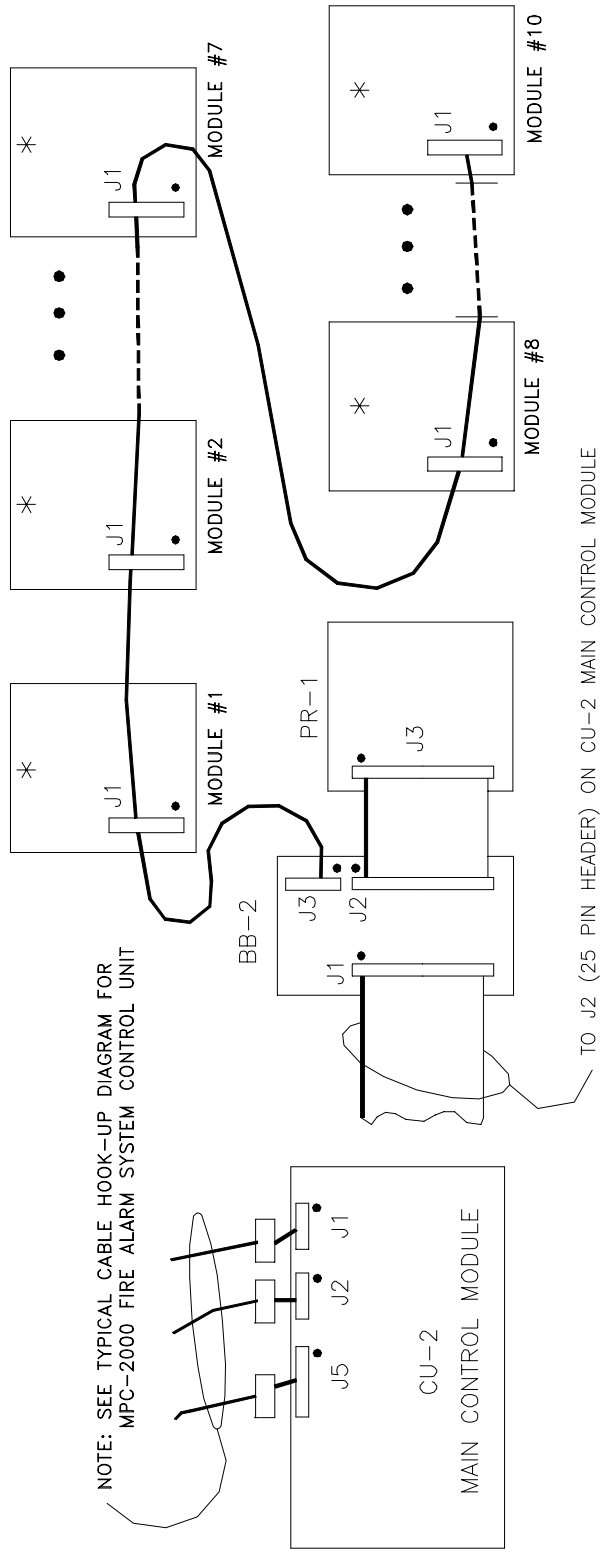 NOTE: SEE TYPICAL CABLE HOOK-UP DIAGRAM FOR
MPC-2000 FIRE ALARM SYSTEM CONTROL UNIT
J5
J2
J1
CU-2
MAIN CONTROL MODULE
*
J1
MODULE #1
*
J1
MODULE #2
*
J1
MODULE #7
BB-2
J3
J1
J2
PR-1
J3
*
J1
MODULE #8
*
J1
MODULE #10
TO J2 (25 PIN HEADER) ON CU-2 MAIN CONTROL MODULE